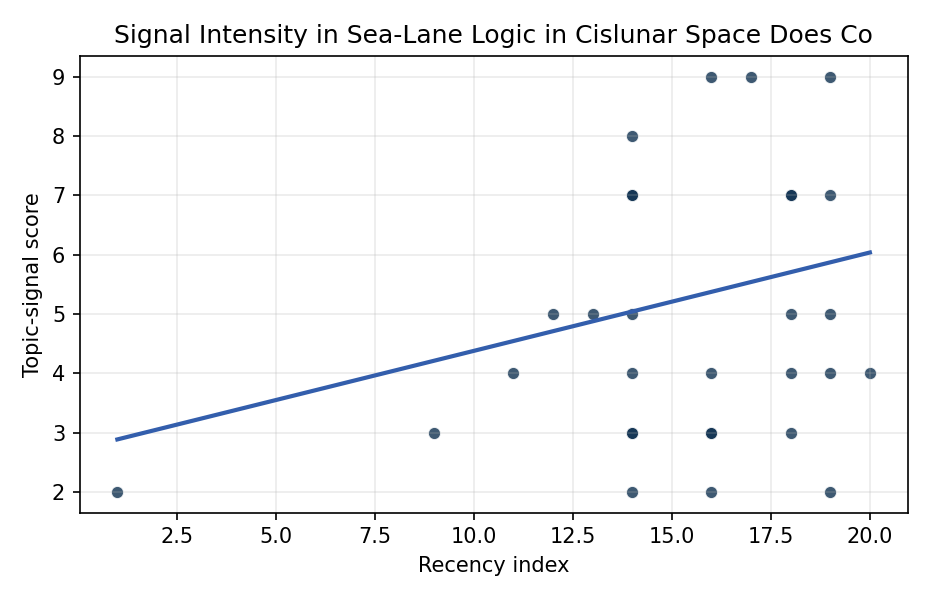 Signal Intensity in Sea-Lane Logic in Cislunar Space Does Co
Topic-signal score
9
8
7
6
5
4
3
2
2.5 5.0 7.5 10.0 12.5 15.0 17.5 20.0
Recency index